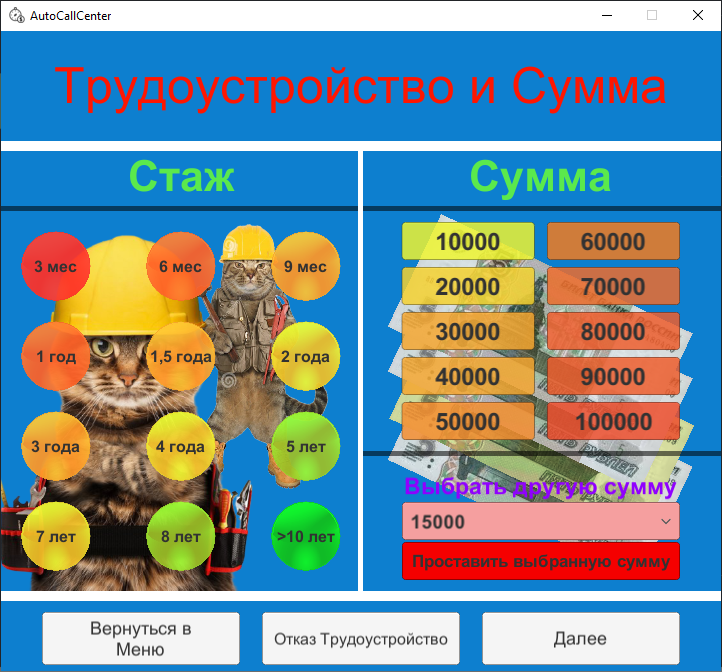 AutoCallCenter
Трудоустройство и Сумма
Стаж
3 мес
6 мес
9 мес
1 год
1,5 года
2 года
3 года
4 года
5 лет
7 лет
8 лет
>10 лет
Сумма
10000
60000
20000
70000
30000
80000
40000
90000
50000
100000
Выбрать другую сумму
15000
Проставить выбранную сумму
Вернуться в
Меню
Отказ Трудоустройство
Далее